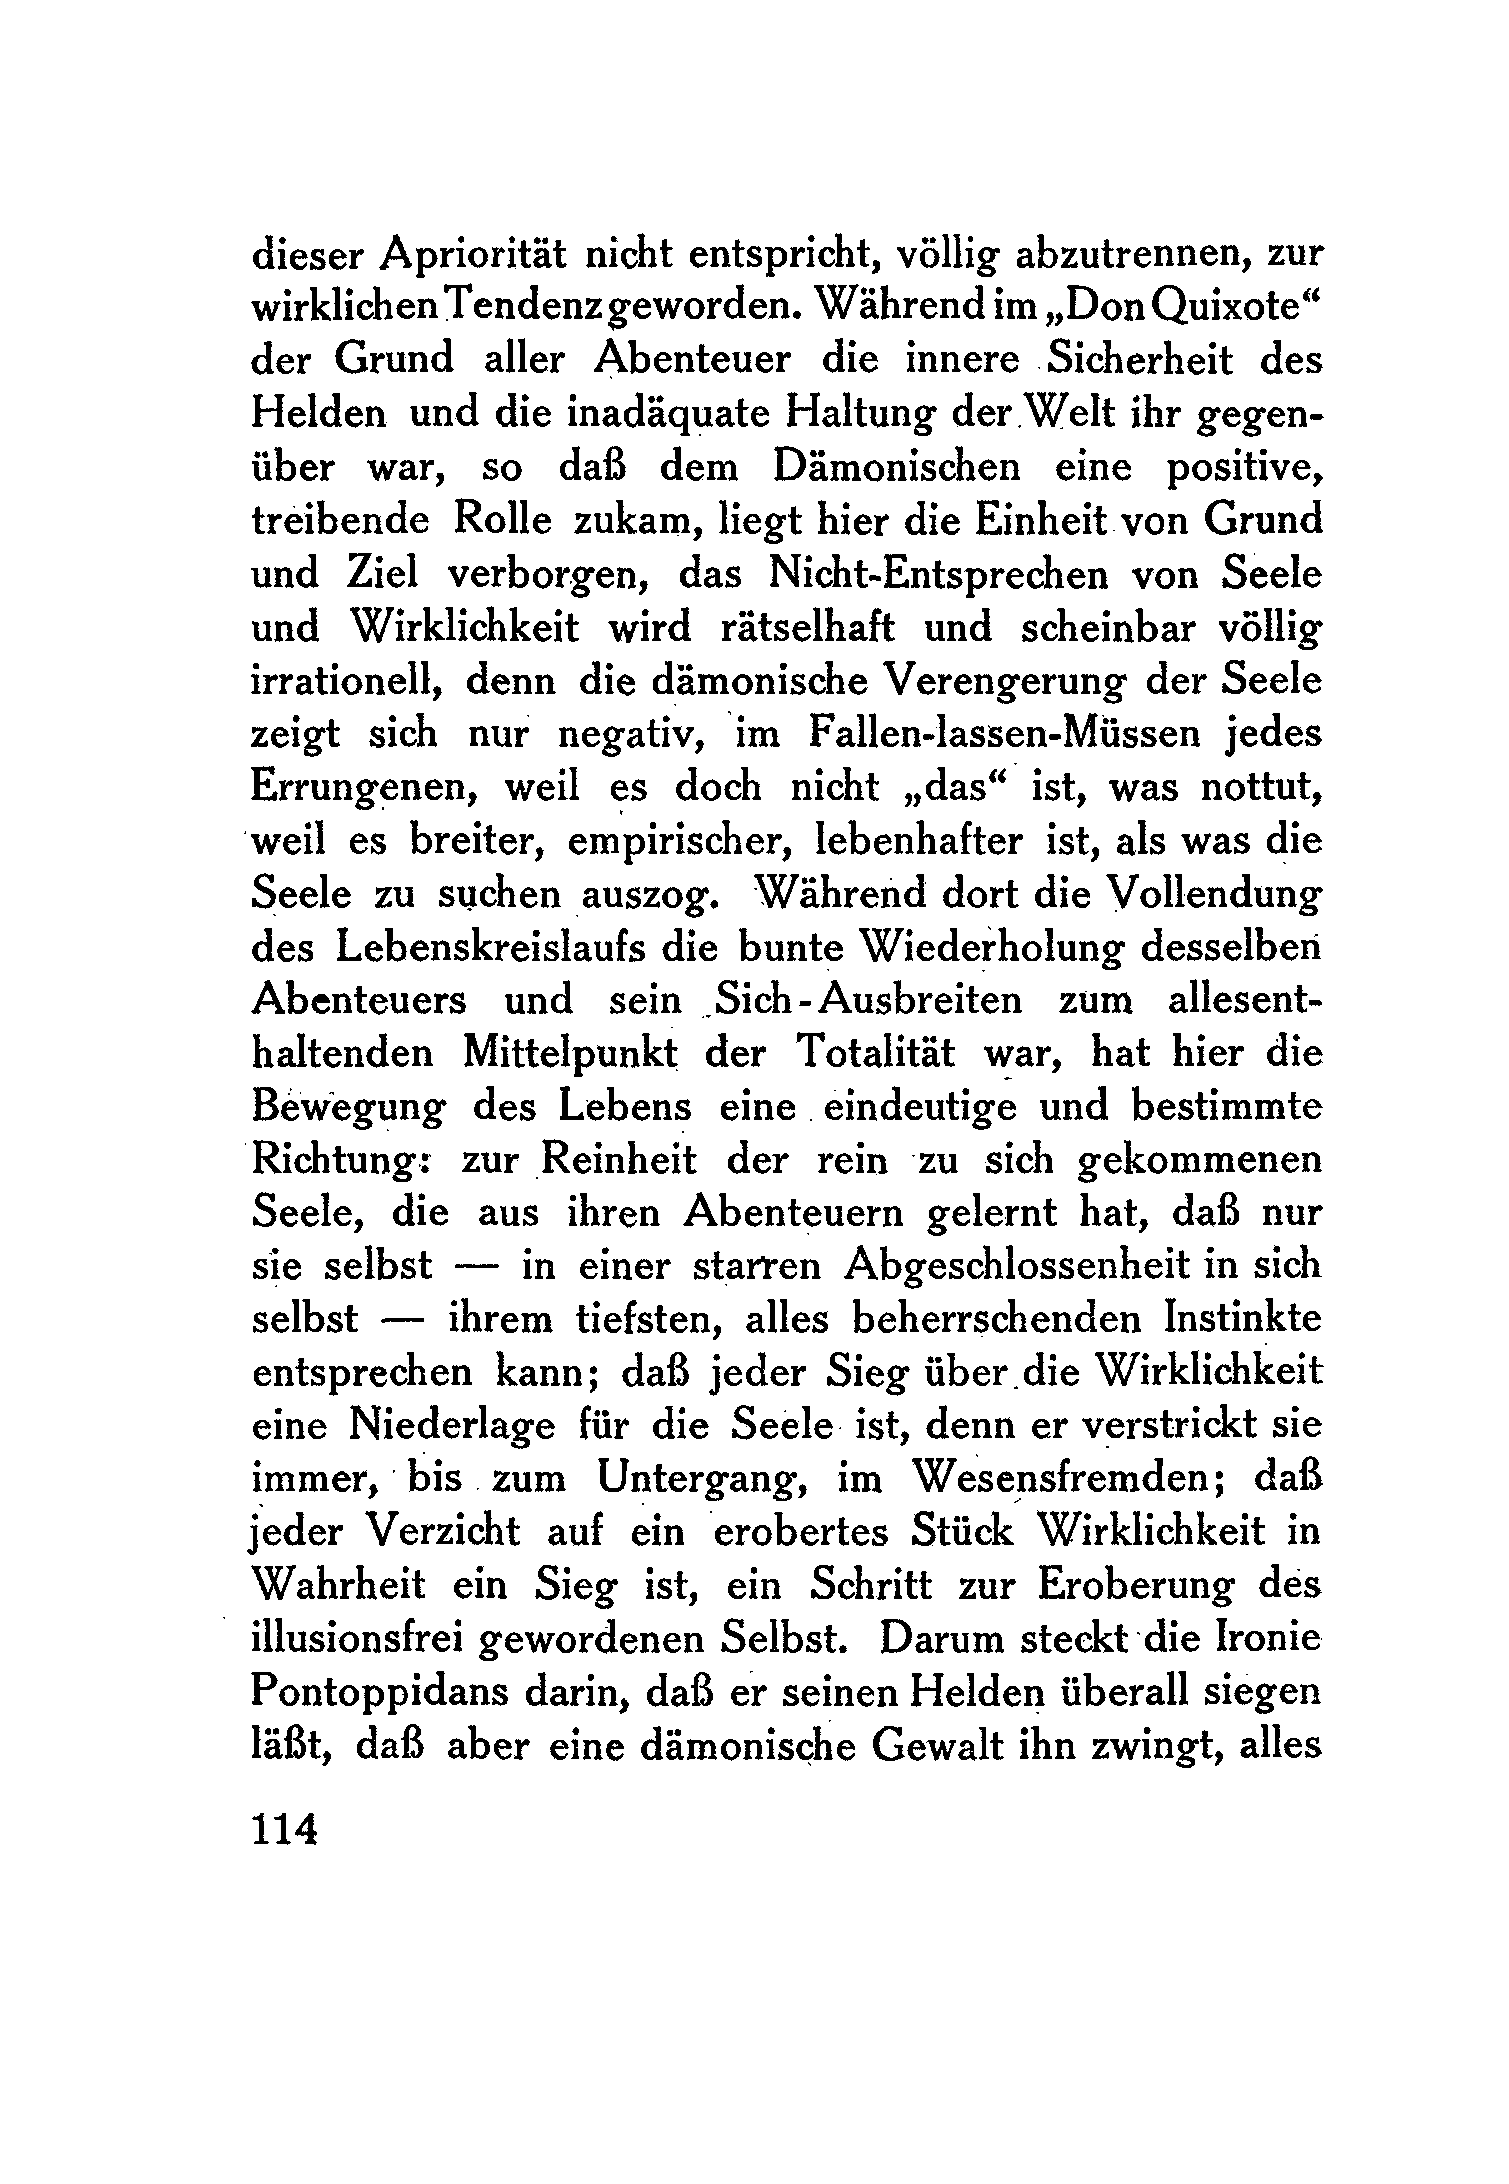 dieser Apriorität nicht entspricht, völlig abzutrennen, zur
wirklichen Tendenz geworden. Während im „Don Quixote“
der Grund aller Abenteuer die innere Sicherheit des
Helden und die inadäquate Haltung der Welt ihr gegen-
über war, so daß dem Dämonischen eine positive,
treibende Rolle zukam, liegt hier die Einheit von Grund
und Ziel verborgen, das Nicht-Entsprechen von Seele
und Wirklichkeit wird rätselhaft und scheinbar völlig
irrationell, denn die dämonische Verengerung der Seele
zeigt sich nur negativ, im Fallen-lassen-Müssen jedes
Errungenen, weil es doch nicht „das“ ist, was nottut,
weil es breiter, empirischer, lebenhafter ist, als was die
Seele zu suchen auszog. Während dort die Vollendung
des Lebenskreislaufs die bunte Wiederholung desselben
Abenteuers und sein Sich-Ausbreiten zum allesent-
haltenden Mittelpunkt der Totalität war, hat hier die
Bewegung des Lebens eine eindeutige und bestimmte
Richtung: zur Reinheit der rein zu sich gekommenen
Seele, die aus ihren Abenteuern gelernt hat, daß nur
sie selbst — in einer starren Abgeschlossenheit in sich
selbst — ihrem tiefsten, alles beherrschenden Instinkte
entsprechen kann; daß jeder Sieg über die Wirklichkeit
eine Niederlage für die Seele ist, denn er verstrickt sie
immer, bis zum Untergang, im Wesensfremden; daß
jeder Verzicht auf ein erobertes Stück Wirklichkeit in
Wahrheit ein Sieg ist, ein Schritt zur Eroberung des
illusionsfrei gewordenen Selbst. Darum steckt die Ironie
Pontoppidans darin, daß er seinen Helden überall siegen
läßt, daß aber eine dämonische Gewalt ihn zwingt, alles
114